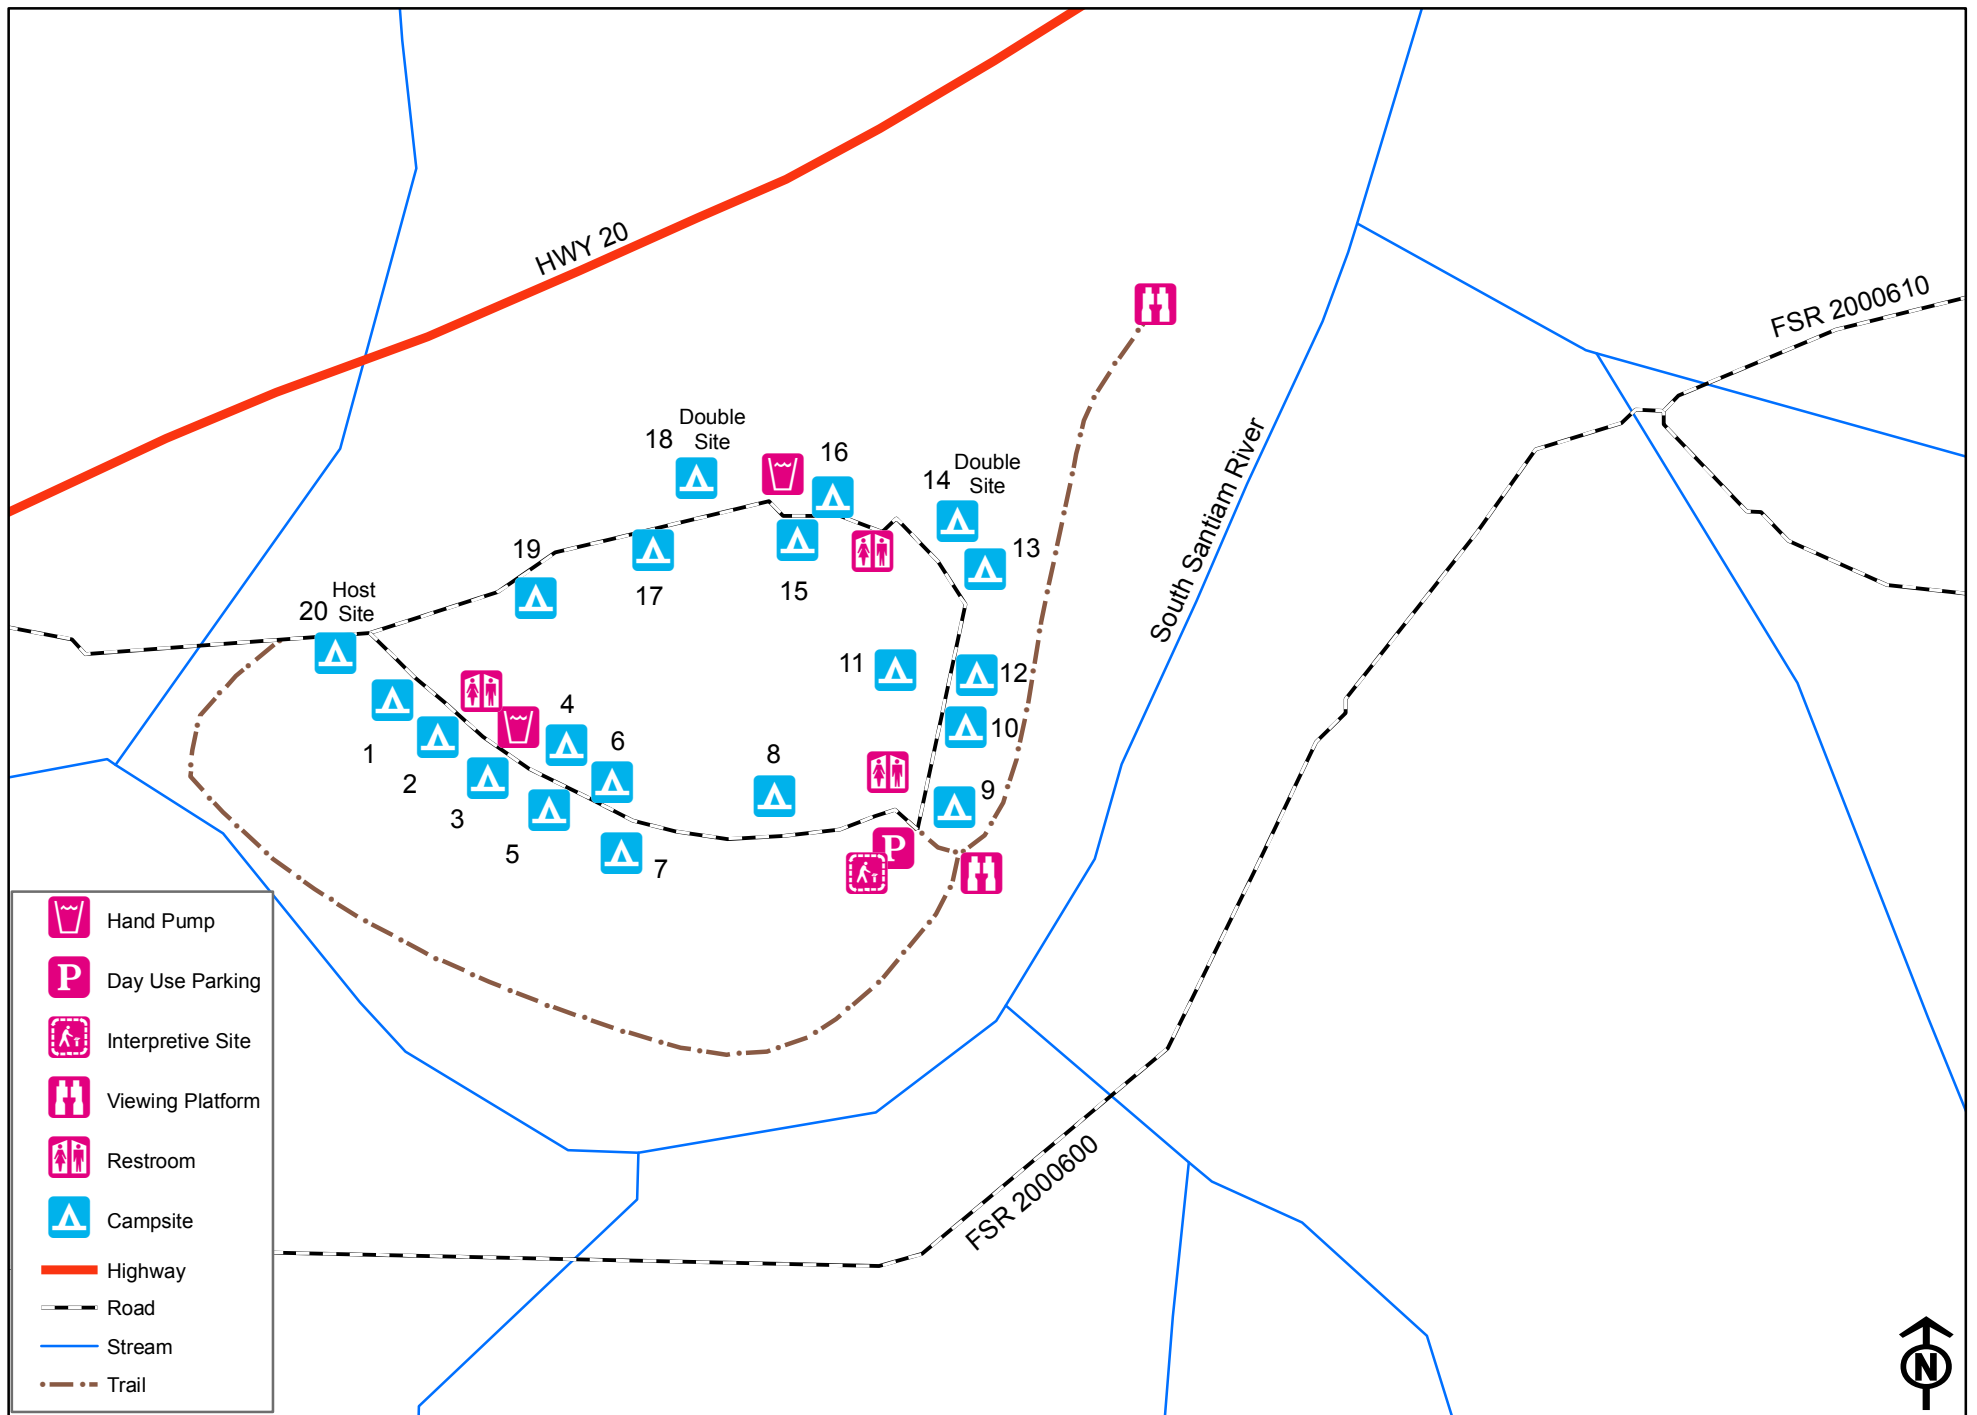 HWY 20
FSR 2000610
South Santiam River
FSR 2000600
Double
Site
18
16
Double
Site
14
13
19
17
15
Host
Site
20
11
12
10
4
6
8
9
1
2
3
5
7
P
Hand Pump
P
Day Use Parking
Interpretive Site
Viewing Platform
Restroom
Campsite
Highway
Road
Stream
Trail
N